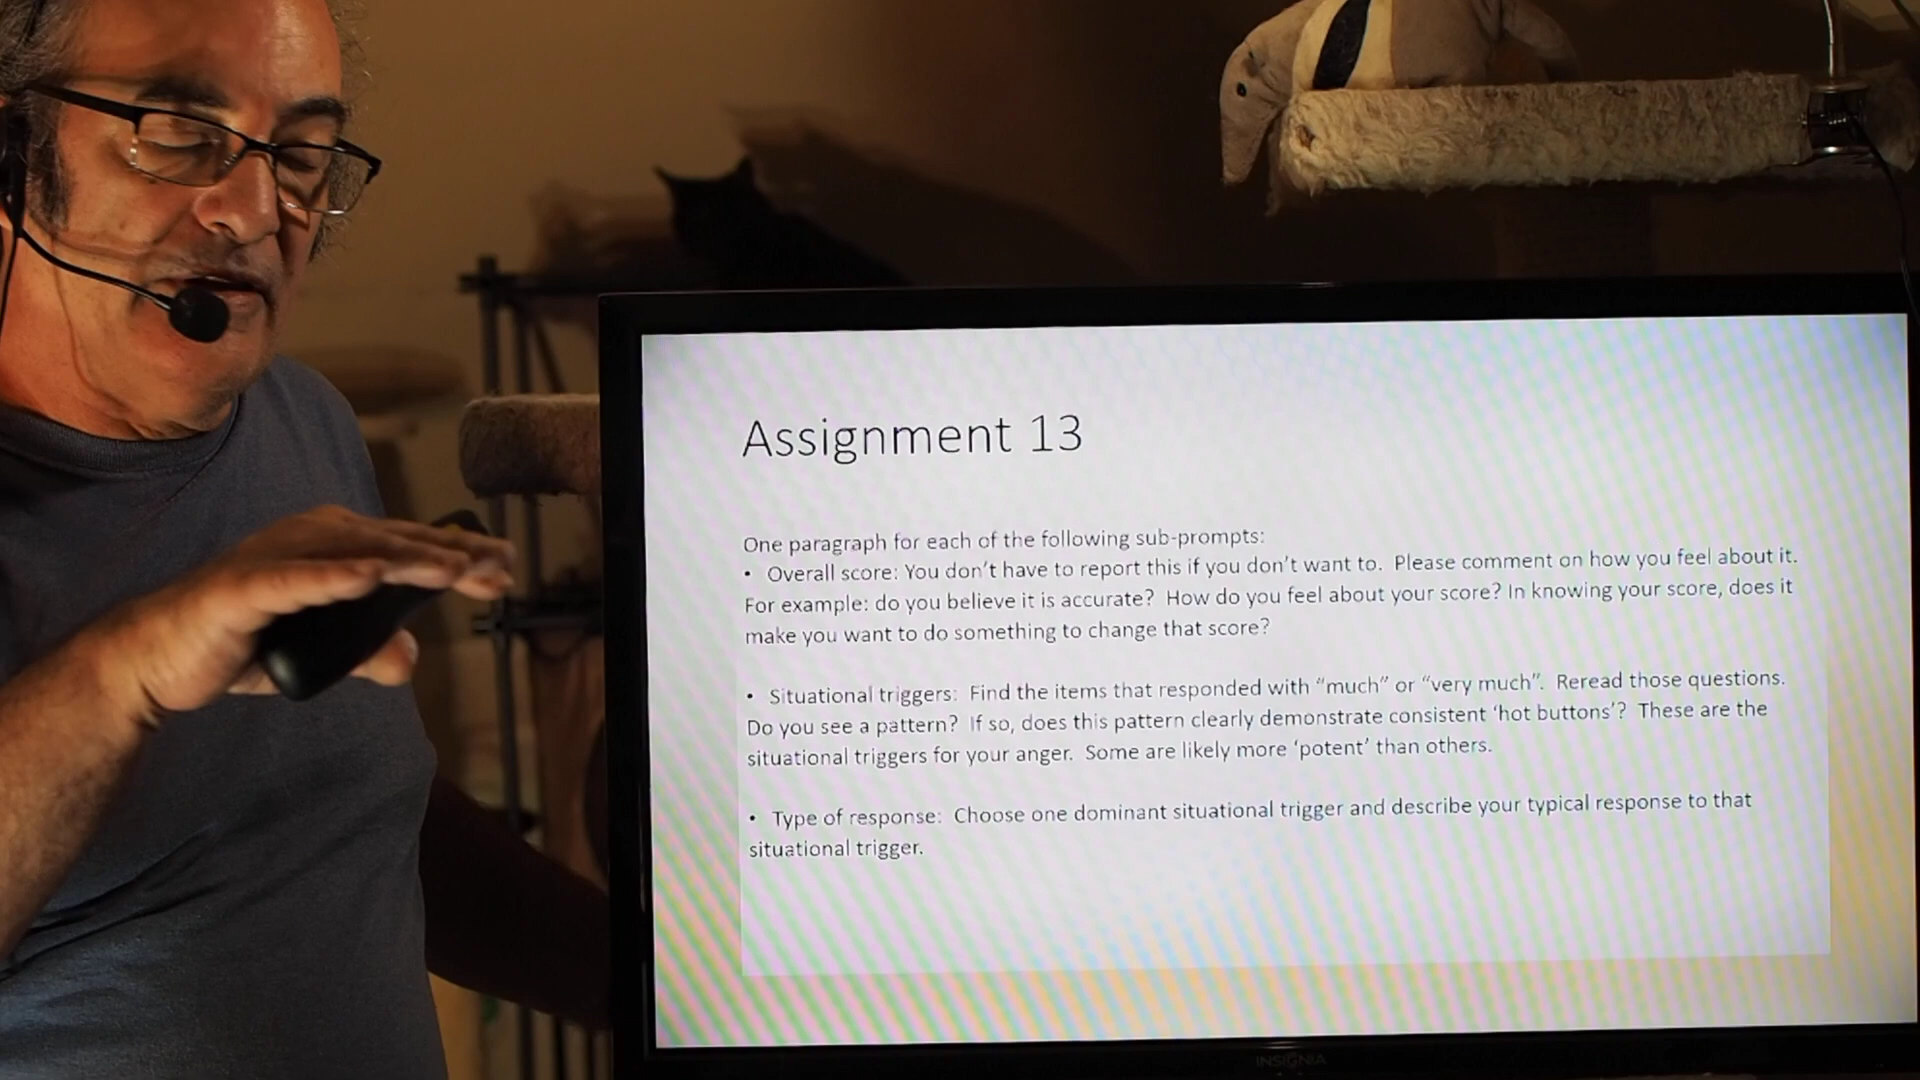 Assignment 13
One paragraph for each of the following sub-prompts:
• Overall score: You don't have to report this if you don't want to. Please comment on how you feel about it.
For example: do you believe it is accurate? How do you feel about your score? In knowing your score, does it
make you want to do something to change that score?
• Situational triggers: Find the items that responded with “much” or “very much”. Reread those questions.
Do you see a pattern? If so, does this pattern clearly demonstrate consistent ‘hot buttons’? These are the
situational triggers for your anger. Some are likely more ‘potent’ than others.
• Type of response: Choose one dominant situational trigger and describe your typical response to that
situational trigger.
INSIGNIA